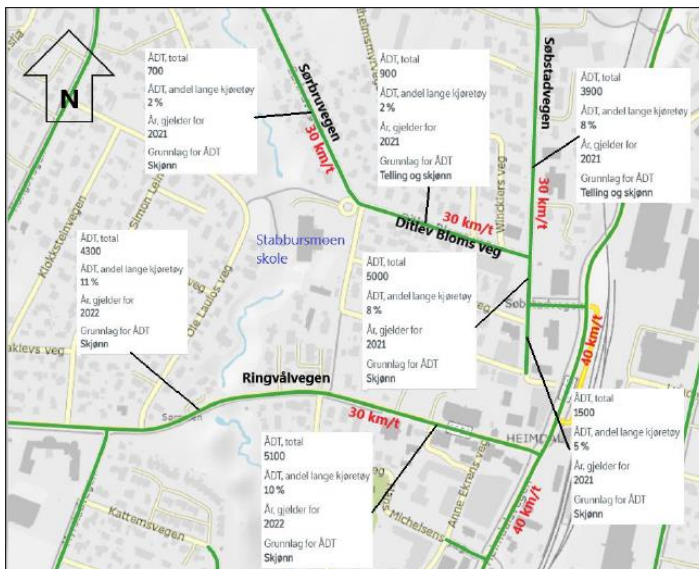 N
ÅDT, total
700
ÅDT, andel lange kjøretøy
2 %
År, gjelder for
2021
Grunnlag for ÅDT
Skjønn
Sørbruvegen
30 km/t
ÅDT, total
900
ÅDT, andel lange kjøretøy
2 %
År, gjelder for
2021
Grunnlag for ÅDT
Telling og skjønn
Søbstadvegen
30 km/t
ÅDT, total
3900
ÅDT, andel lange kjøretøy
8 %
År, gjelder for
2021
Grunnlag for ÅDT
Telling og skjønn
Simon Lein
Klokksteinvegen
Wincklers veg
30 km/t
Ditlev Bloms veg
Stabbursmoen
skole
ÅDT, total
4300
ÅDT, andel lange kjøretøy
11 %
År, gjelder for
2022
Grunnlag for ÅDT
Skjønn
veg
Ole Laulos veg
aklevs veg
ÅDT, total
5000
ÅDT, andel lange kjøretøy
8 %
År, gjelder for
2021
Grunnlag for ÅDT
Skjønn
Søbstadvegen
40 km/t
Ringvålvegen
30 km/t
HEIMDAL
ÅDT, total
1500
ÅDT, andel lange kjøretøy
5 %
År, gjelder for
2021
Grunnlag for ÅDT
Skjønn
ÅDT, total
5100
ÅDT, andel lange kjøretøy
10 %
År, gjelder for
2022
Grunnlag for ÅDT
Skjønn
Anne Ekrens veg
Michelsens
40 km/t
Kattemsvegen